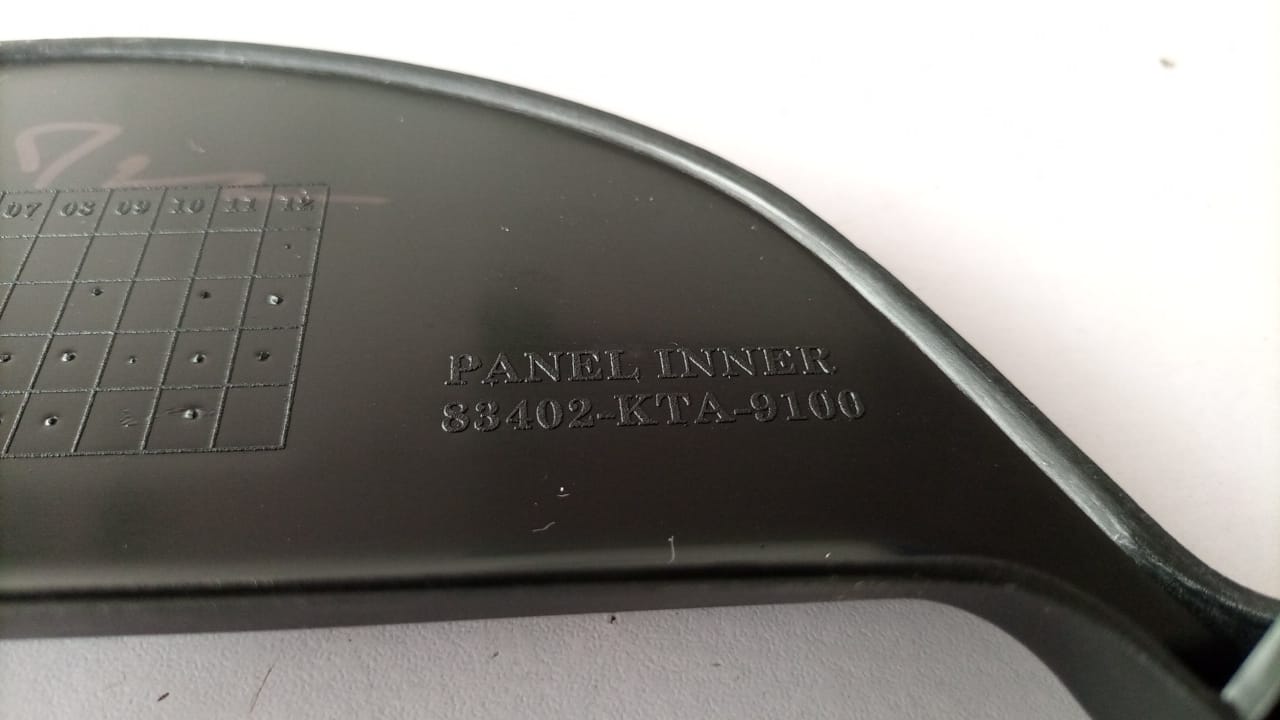 07 08 09 10 11 12
PANEL INNER
83402-KTA-9100